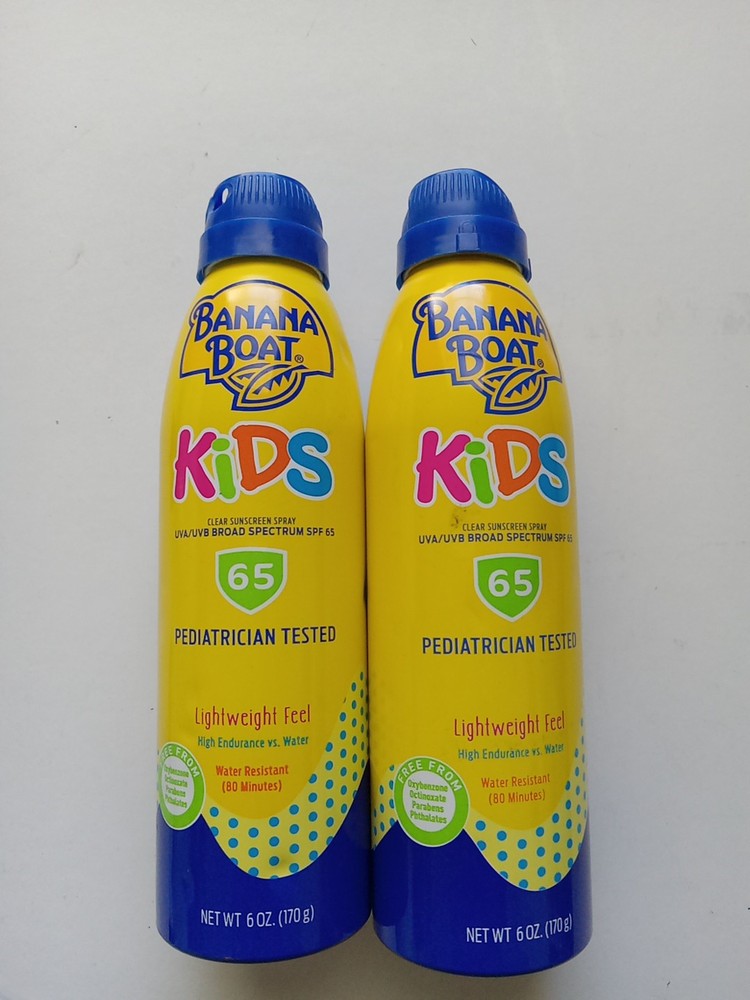 BANANA
BOAT®
KiDS
CLEAR SUNSCREEN SPRAY
UVA/UVB BROAD SPECTRUM SPF 65
65
PEDIATRICIAN TESTED
Lightweight Feel
High Endurance vs. Water
Water Resistant
(80 Minutes)
FREE FROM
Oxybenzone
Octinoxate
Parabens
Phthalates
NET WT 6 OZ. (170 g)
BANANA
BOAT®
KiDS
CLEAR SUNSCREEN SPRAY
UVA/UVB BROAD SPECTRUM SPF 65
65
PEDIATRICIAN TESTED
Lightweight Feel
High Endurance vs. Water
Water Resistant
(80 Minutes)
FREE FROM
Oxybenzone
Octinoxate
Parabens
Phthalates
NET WT 6 OZ. (170 g)